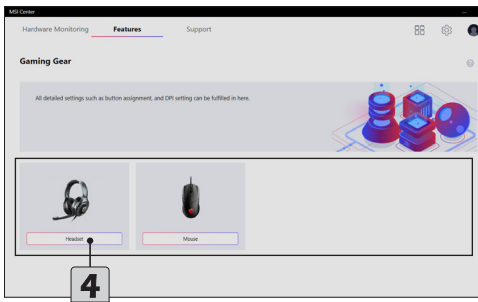 MSI Center
Hardware Monitoring Features Support
Gaming Gear
All detailed settings such as button assignment, and DPI setting can be fulfilled in here.
Headset Mouse
4